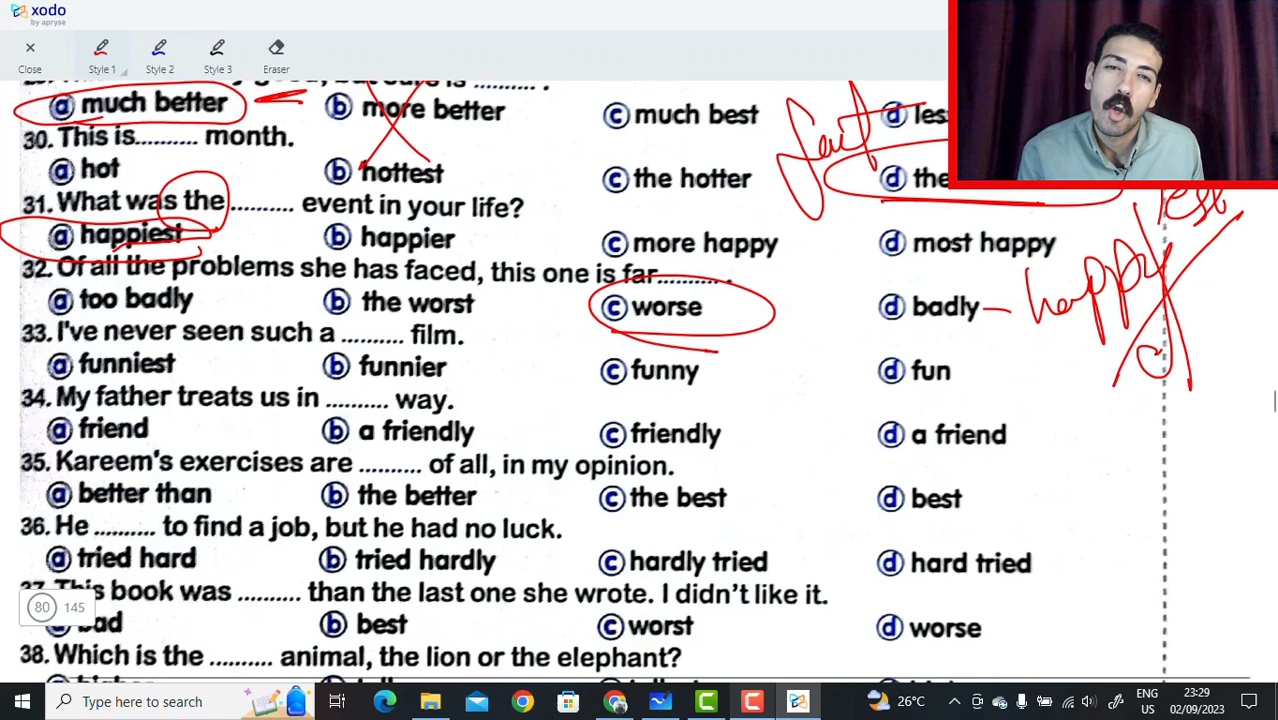 xodo
by apryse
Close
Style 1
Style 2
Style 3
Eraser
a much better b more better c much best d
30. This is.......... month.
a hot b hottest c the hotter d the
31. What was the .......... event in your life?
a happiest b happier c more happy d most happy
32. Of all the problems she has faced, this one is far..........
a too badly b the worst c worse d badly
happy
est
33. I've never seen such a .......... film.
a funniest b funnier c funny d fun
34. My father treats us in .......... way.
a friend b a friendly c friendly d a friend
35. Kareem's exercises are .......... of all, in my opinion.
a better than b the better c the best d best
36. He .......... to find a job, but he had no luck.
a tried hard b tried hardly c hardly tried d hard tried
This book was .......... than the last one she wrote. I didn't like it.
b best c worst d worse
80 145
38. Which is the .......... animal, the lion or the elephant?
Type here to search
26°C
ENG
US
23:29
02/09/2023